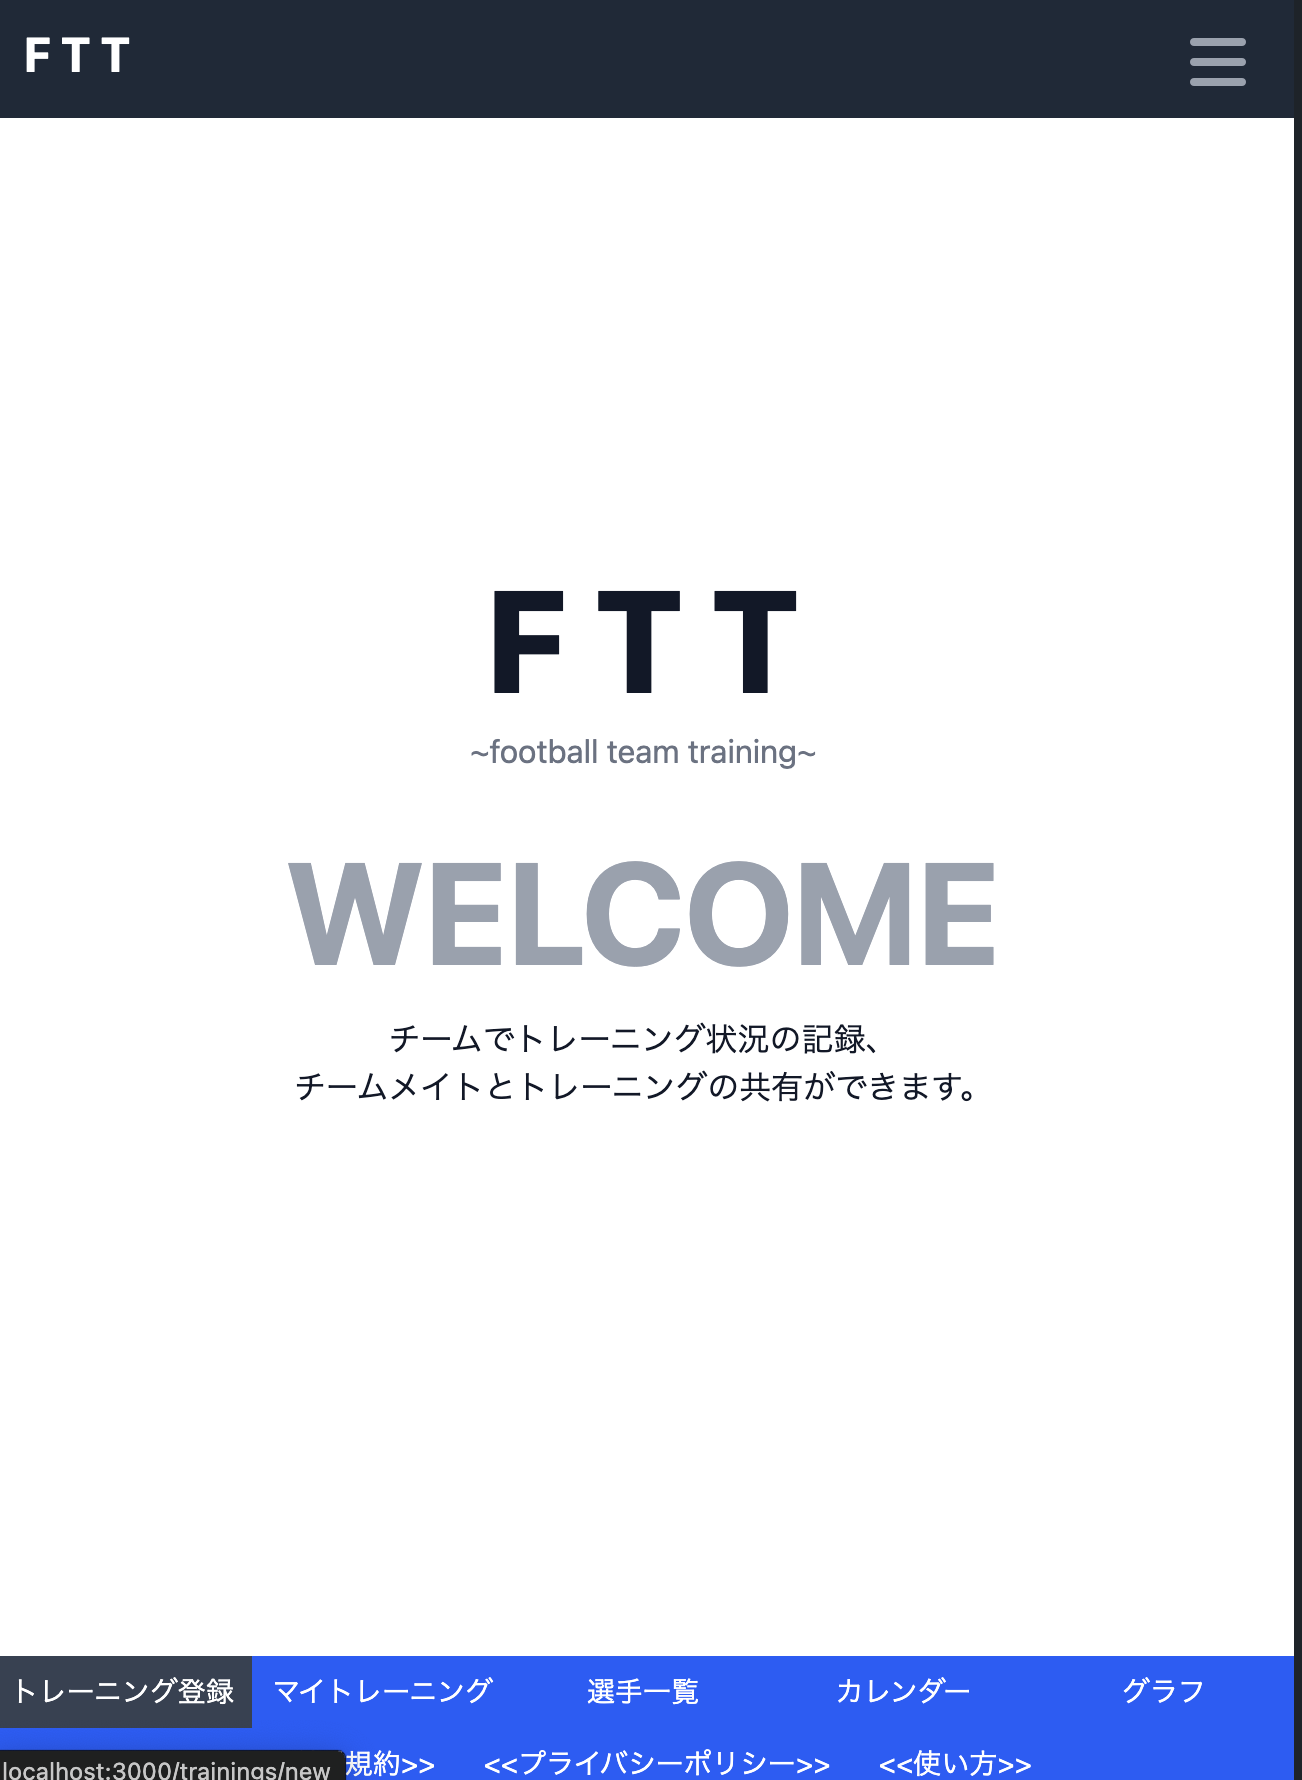 FTT
FTT
~football team training~
WELCOME
チームでトレーニング状況の記録、
チームメイトとトレーニングの共有ができます。
トレーニング登録 マイトレーニング 選手一覧 カレンダー グラフ
規約>> <<プライバシーポリシー>> <<使い方>>
localhost:3000/trainings/new